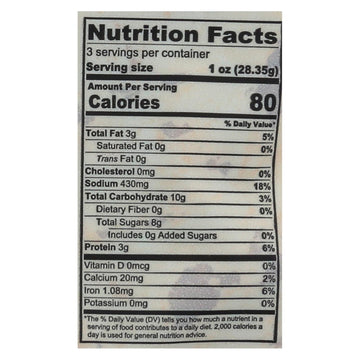 Nutrition Facts
3 servings per container
Serving size 1 oz (28.35g)
Amount Per Serving
Calories 80
% Daily Value*
Total Fat 3g 5%
Saturated Fat 0g 0%
Trans Fat 0g
Cholesterol 0mg 0%
Sodium 430mg 18%
Total Carbohydrate 10g 3%
Dietary Fiber 0g 0%
Total Sugars 8g
Includes 0g Added Sugars 0%
Protein 3g 6%
Vitamin D 0mcg 0%
Calcium 20mg 2%
Iron 1.08mg 6%
Potassium 0mg 0%
*The % Daily Value (DV) tells you how much a nutrient in a
serving of food contributes to a daily diet. 2,000 calories a
day is used for general nutrition advice.